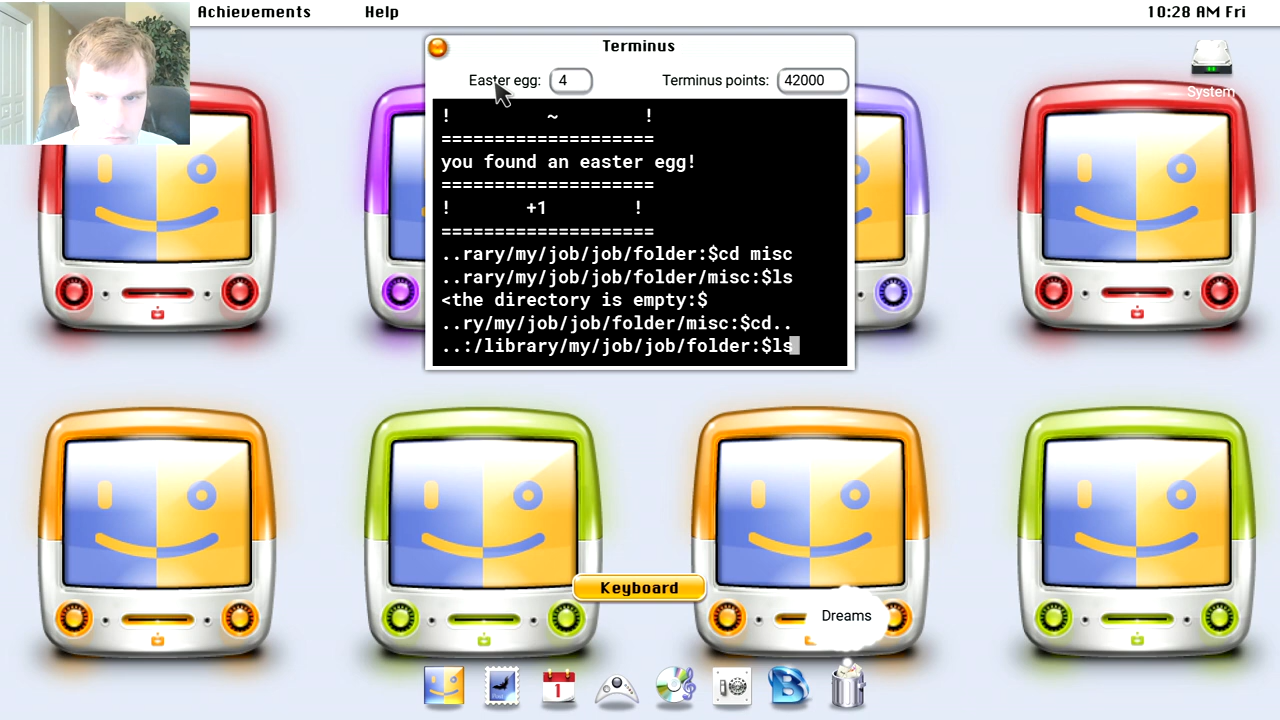 Achievements Help 10:28 AM Fri
Terminus
Easter egg: 4 Terminus points: 42000
System
! ~ !
====================
you found an easter egg!
====================
! +1 !
====================
..rary/my/job/job/folder:$cd misc
..rary/my/job/job/folder/misc:$ls
<the directory is empty:$
..ry/my/job/job/folder/misc:$cd..
..:/library/my/job/job/folder:$ls
Keyboard
Dreams
1